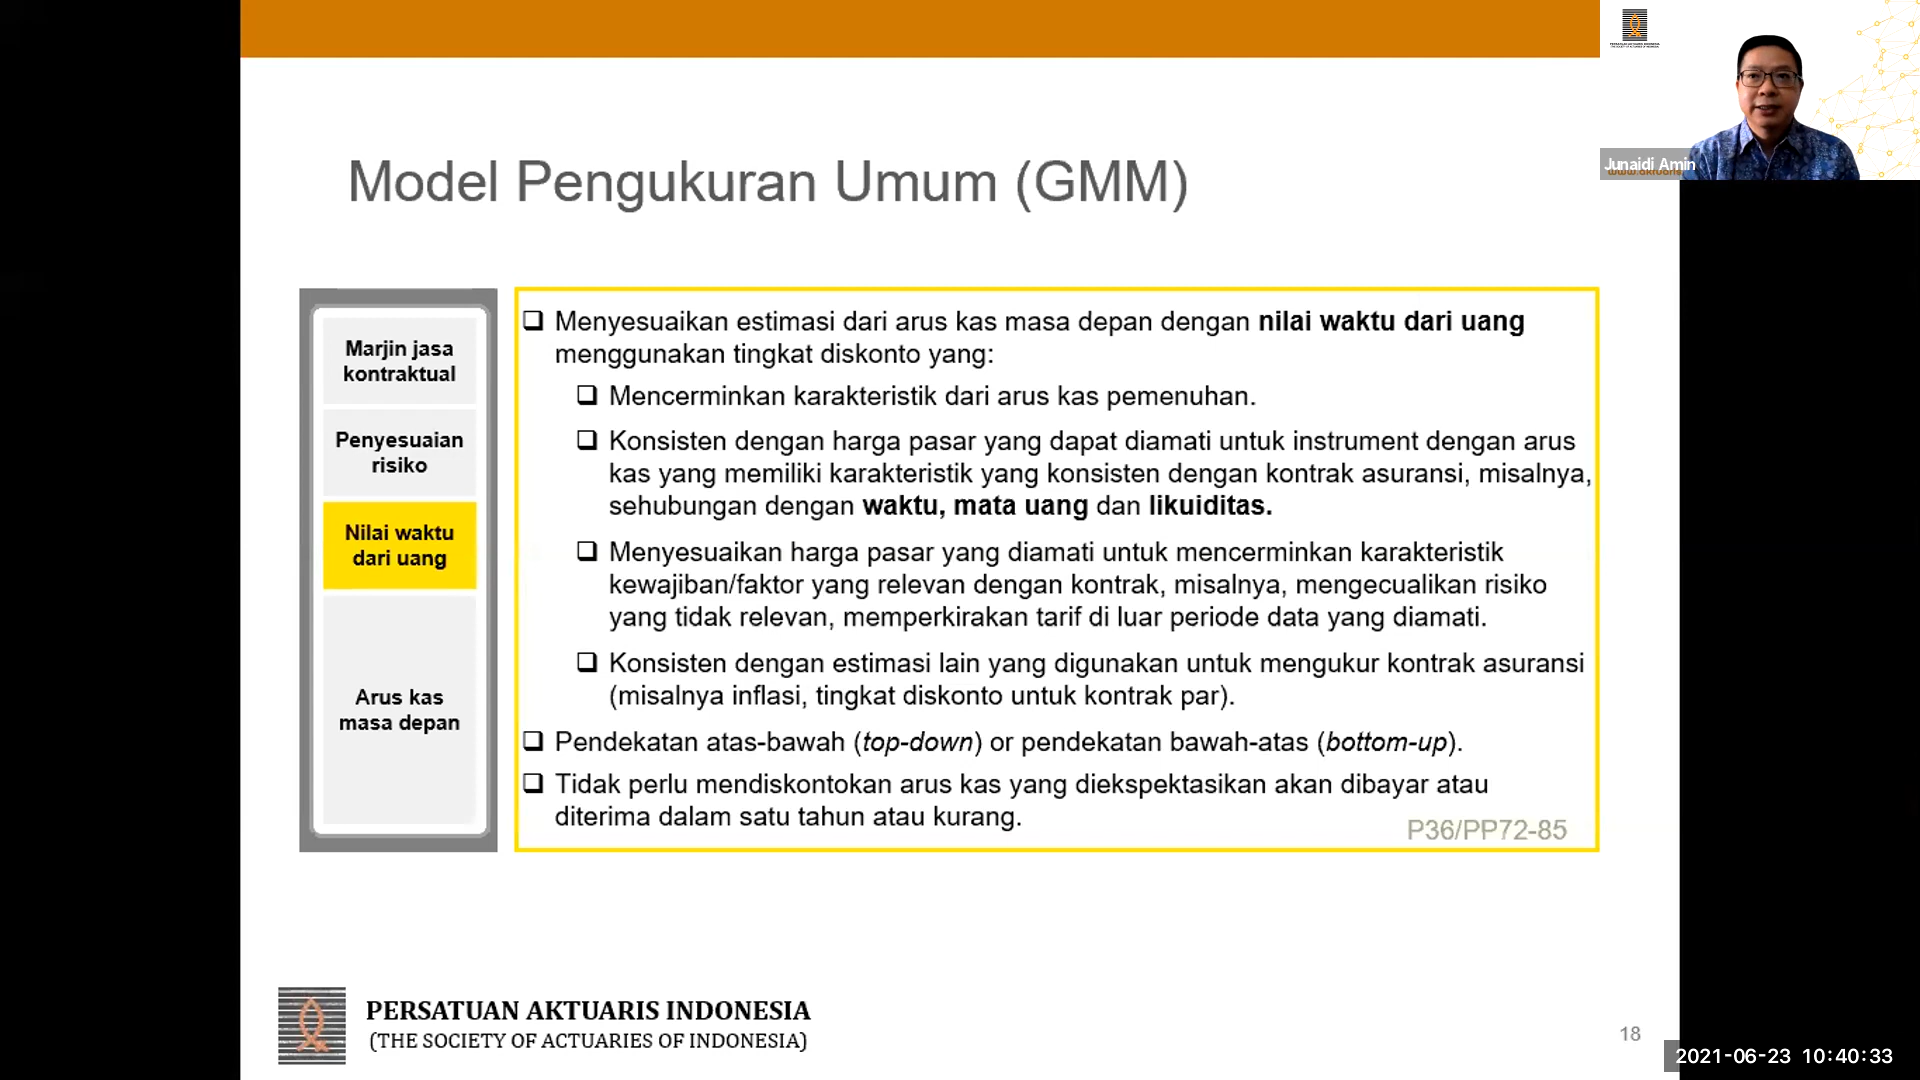 Junaidi Amin
Model Pengukuran Umum (GMM)
Marjin jasa
kontraktual
Penyesuaian
risiko
Nilai waktu
dari uang
Arus kas
masa depan
Menyesuaikan estimasi dari arus kas masa depan dengan nilai waktu dari uang
menggunakan tingkat diskonto yang:
Mencerminkan karakteristik dari arus kas pemenuhan.
Konsisten dengan harga pasar yang dapat diamati untuk instrument dengan arus
kas yang memiliki karakteristik yang konsisten dengan kontrak asuransi, misalnya,
sehubungan dengan waktu, mata uang dan likuiditas.
Menyesuaikan harga pasar yang diamati untuk mencerminkan karakteristik
kewajiban/faktor yang relevan dengan kontrak, misalnya, mengecualikan risiko
yang tidak relevan, memperkirakan tarif di luar periode data yang diamati.
Konsisten dengan estimasi lain yang digunakan untuk mengukur kontrak asuransi
(misalnya inflasi, tingkat diskonto untuk kontrak par).
Pendekatan atas-bawah (top-down) or pendekatan bawah-atas (bottom-up).
Tidak perlu mendiskontokan arus kas yang diekspektasikan akan dibayar atau
diterima dalam satu tahun atau kurang.
P36/PP72-85
PERSATUAN AKTUARIS INDONESIA
(THE SOCIETY OF ACTUARIES OF INDONESIA)
18
2021-06-23 10:40:33